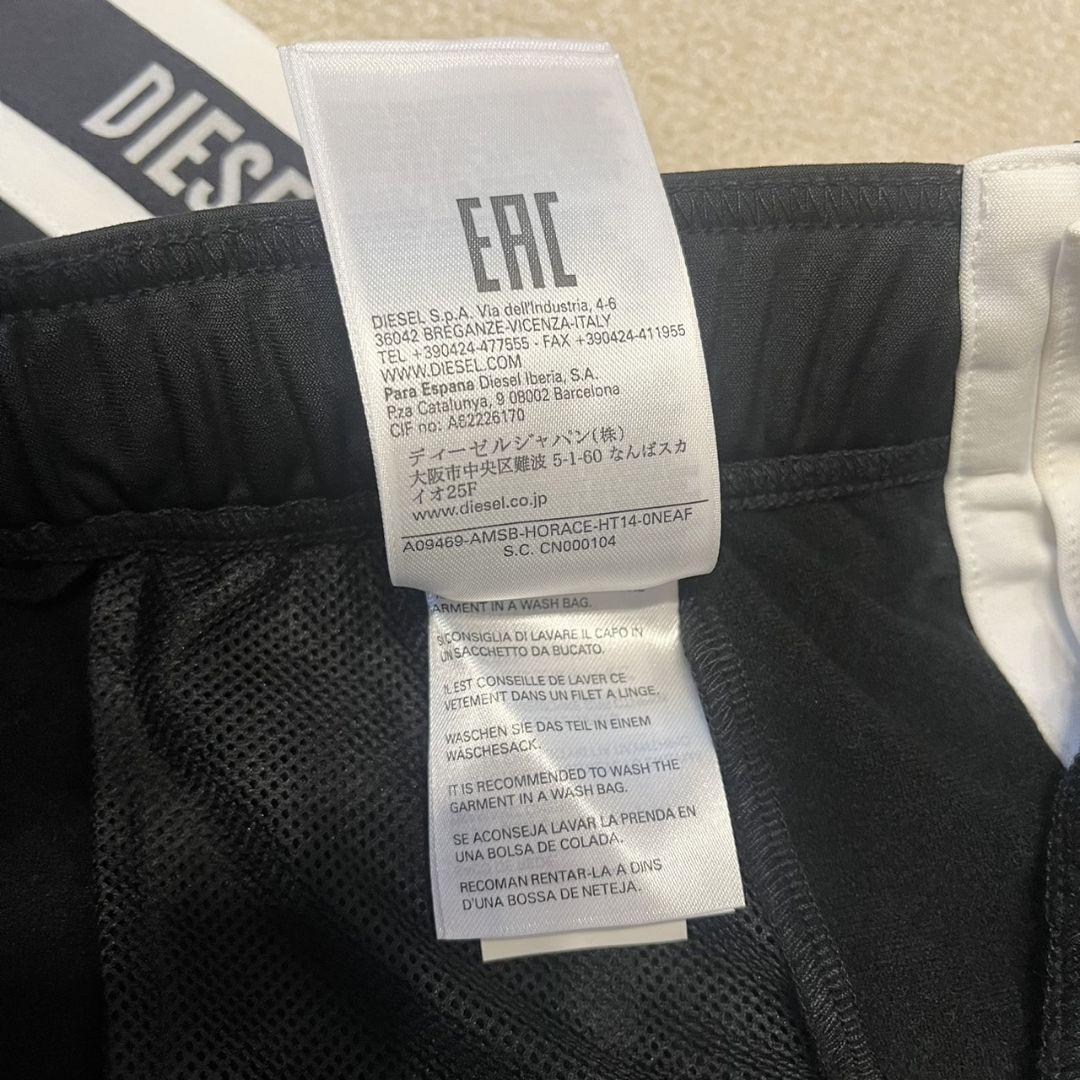 DIESEL
EAC
DIESEL S.p.A. Via dell'Industria, 4-6
36042 BREGANZE-VICENZA-ITALY
TEL +390424-477555 - FAX +390424-411955
WWW.DIESEL.COM
Para Espana Diesel Iberia, S.A.
P.za Catalunya, 9 08002 Barcelona
CIF no: A62226170
ディーゼルジャパン(株)
大阪市中央区難波 5-1-60 なんばスカ
イオ25F
www.diesel.co.jp
A09469-AMSB-HORACE-HT14-0NEAF
S.C. CN000104
GARMENT IN A WASH BAG.
SI CONSIGLIA DI LAVARE IL CAPO IN
UN SACCHETTO DA BUCATO.
IL EST CONSEILLE DE LAVER CE
VETEMENT DANS UN FILET A LINGE.
WASCHEN SIE DAS TEIL IN EINEM
WASCHESACK.
IT IS RECOMMENDED TO WASH THE
GARMENT IN A WASH BAG.
SE ACONSEJA LAVAR LA PRENDA EN
UNA BOLSA DE COLADA.
RECOMAN RENTAR-LA A DINS
D'UNA BOSSA DE NETEJA.